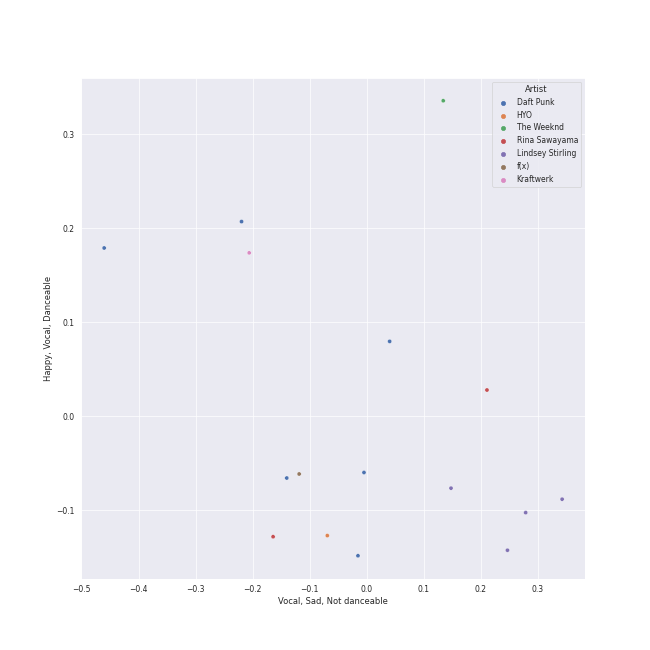 Artist
Daft Punk
HYO
The Weeknd
Rina Sawayama
Lindsey Stirling
f(x)
Kraftwerk
0.3
0.2
0.1
0.0
−0.1
Happy, Vocal, Danceable
−0.5 −0.4 −0.3 −0.2 −0.1 0.0 0.1 0.2 0.3
Vocal, Sad, Not danceable